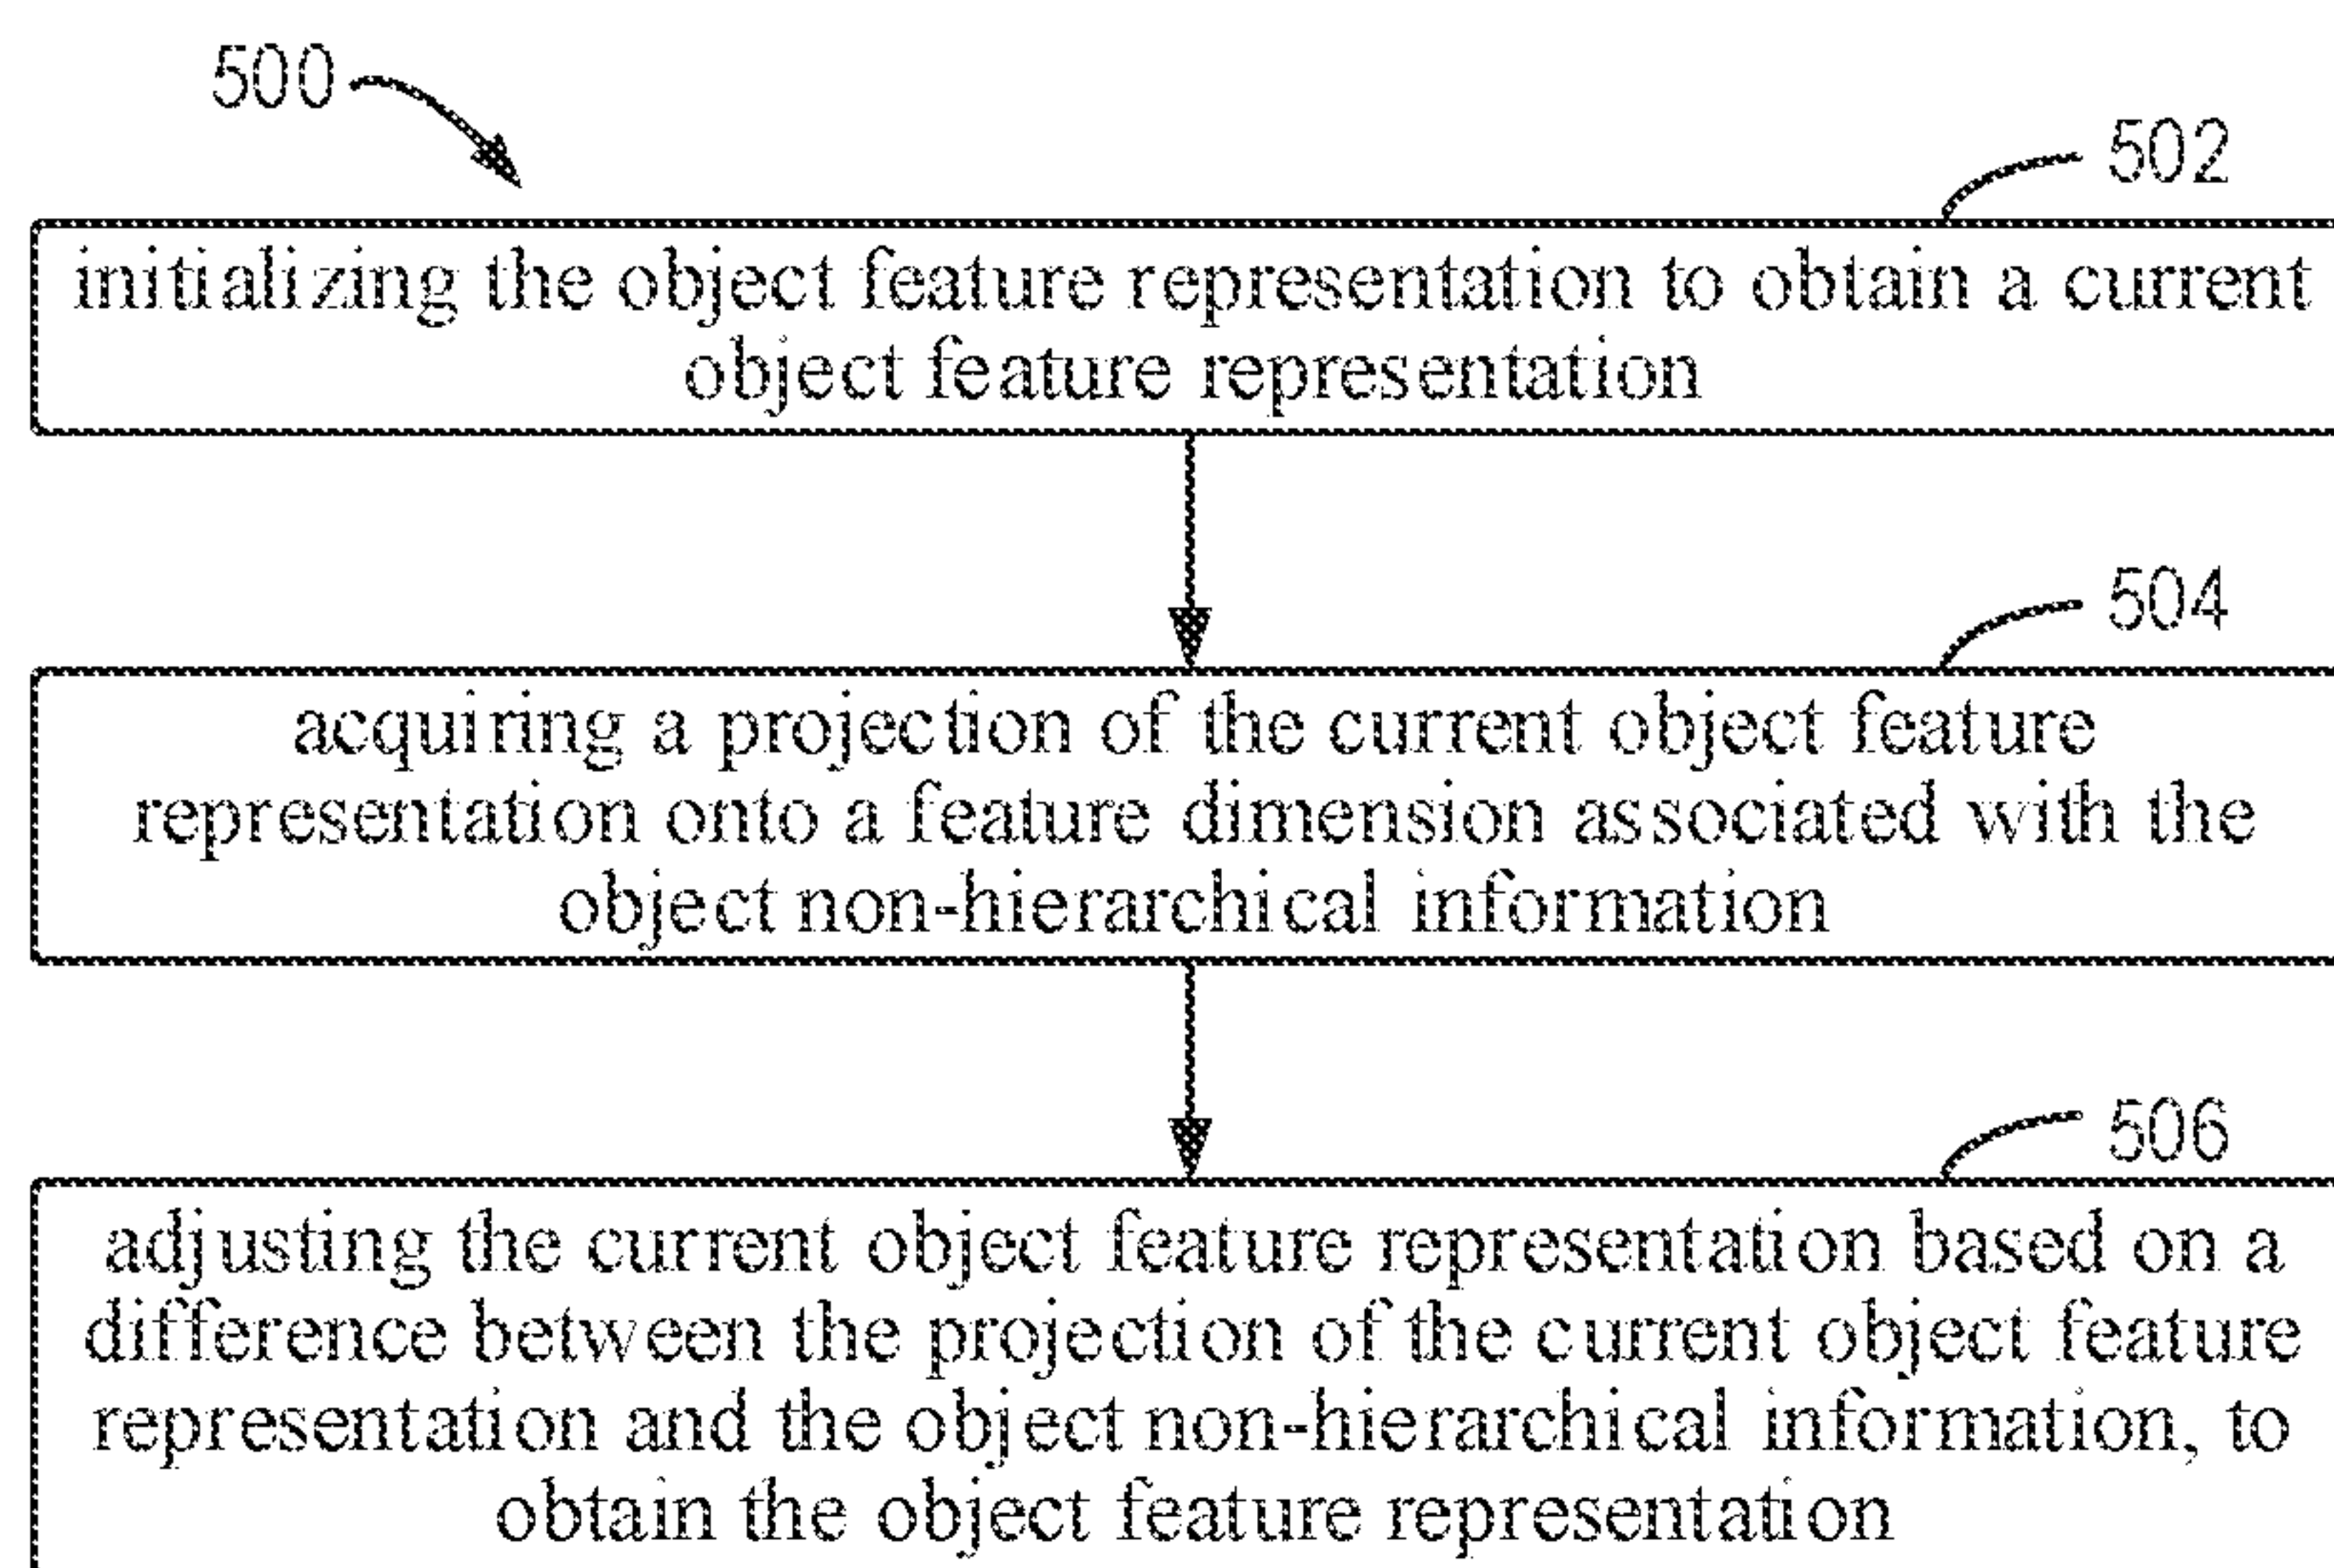 500
502
initializing the object feature representation to obtain a current
object feature representation
504
acquiring a projection of the current object feature
representation onto a feature dimension associated with the
object non-hierarchical information
506
adjusting the current object feature representation based on a
difference between the projection of the current object feature
representation and the object non-hierarchical information, to
obtain the object feature representation